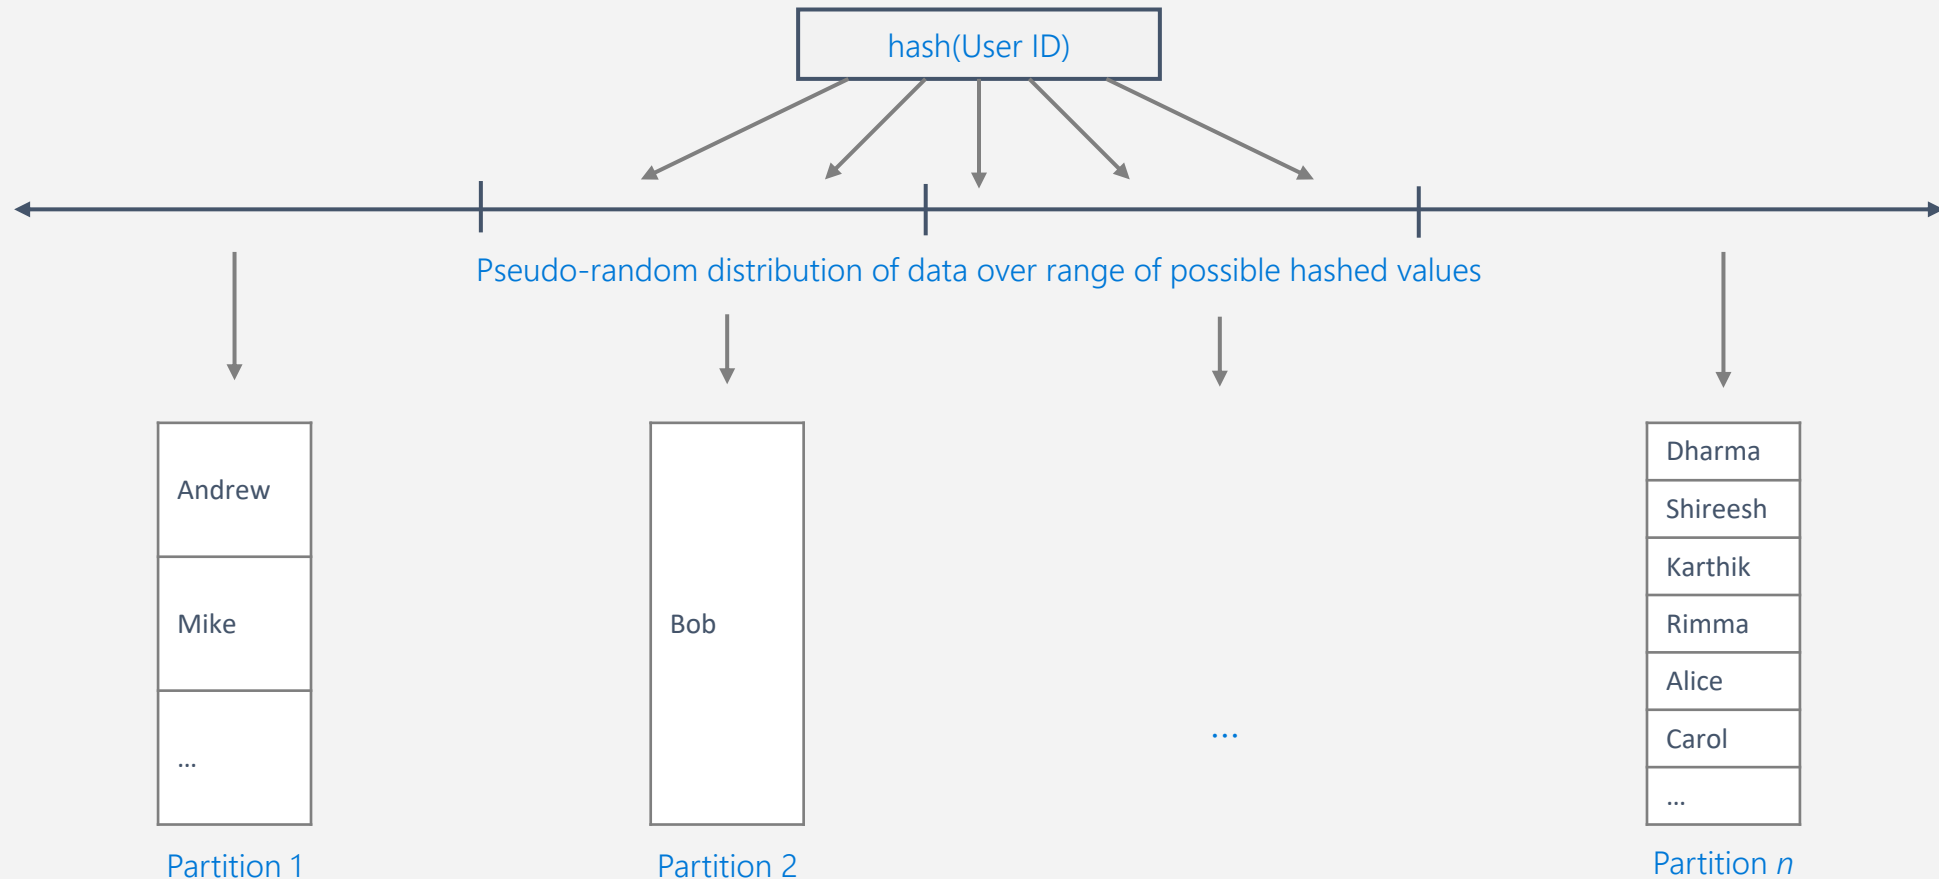 hash(User ID)
Pseudo-random distribution of data over range of possible hashed values
Andrew
Mike
...
Partition 1
Bob
Partition 2
...
Dharma
Shireesh
Karthik
Rimma
Alice
Carol
...
Partition n